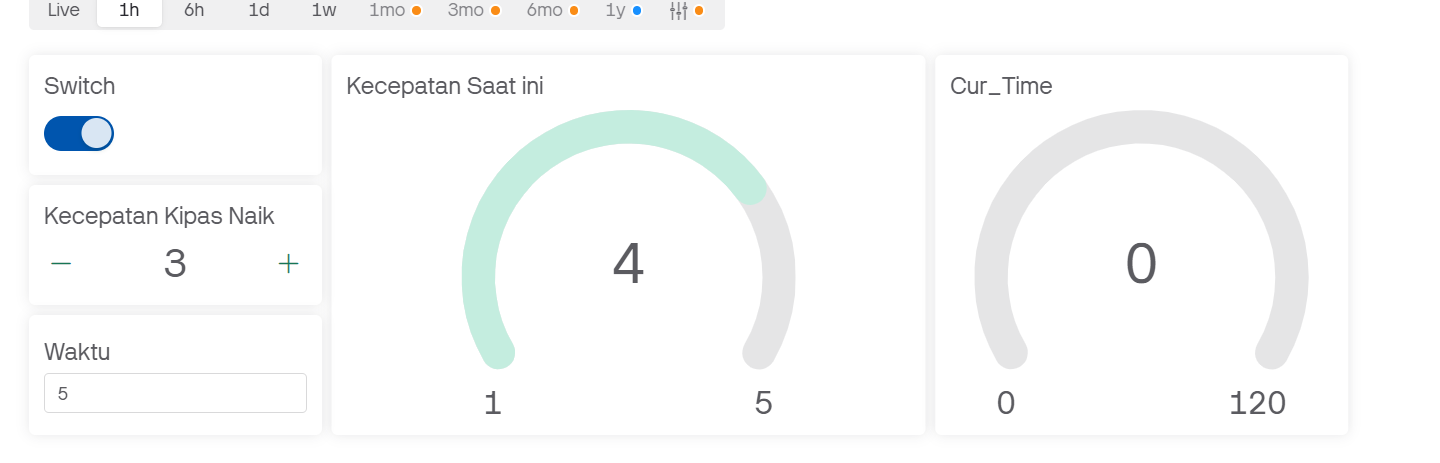 Live 1h 6h 1d 1w 1mo 3mo 6mo 1y
Switch
Kecepatan Kipas Naik
3
Waktu
5
Kecepatan Saat ini
4
1 5
Cur_Time
0
0 120